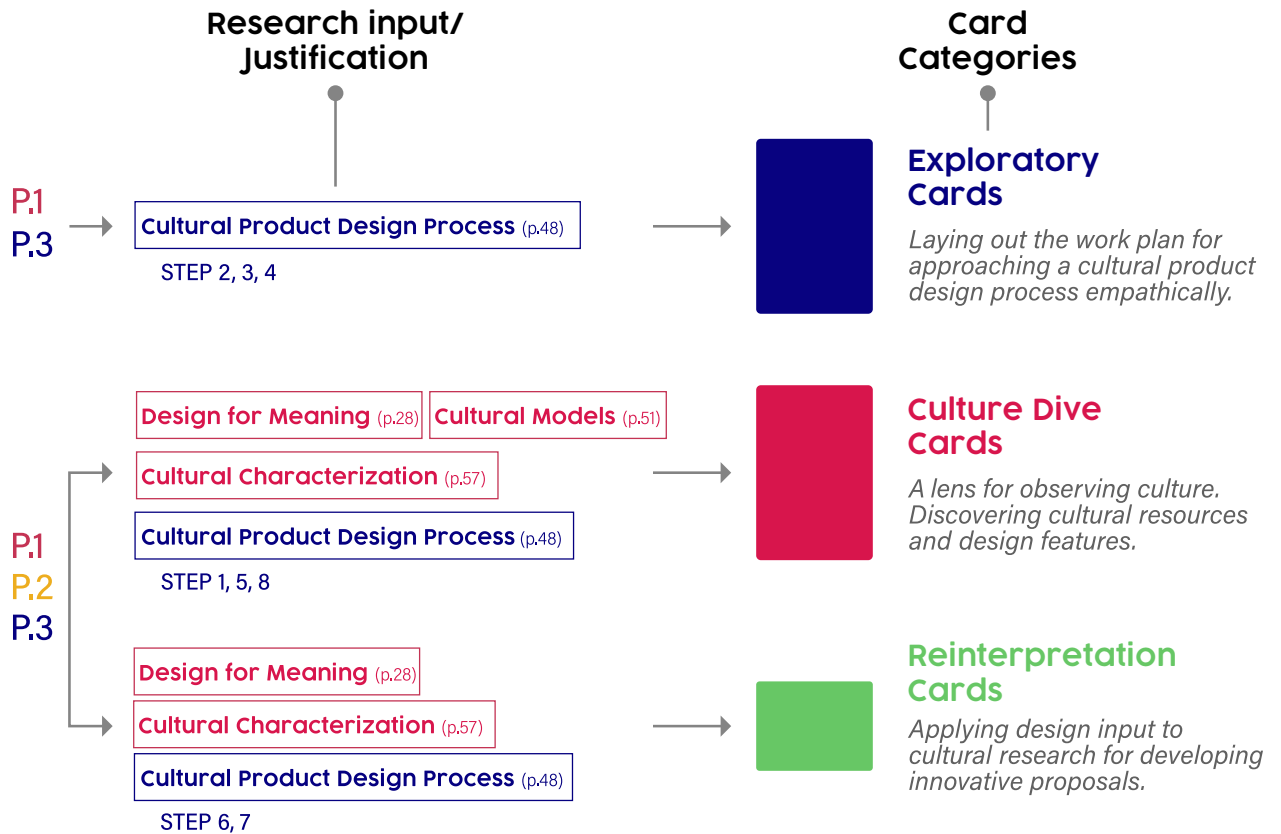 Research input/
Justification
Card
Categories
P.1
P.3
Cultural Product Design Process (p.48)
STEP 2, 3, 4
Exploratory
Cards
Laying out the work plan for
approaching a cultural product
design process empathically.
P.1
P.2
P.3
Design for Meaning (p.28)
Cultural Models (p.51)
Cultural Characterization (p.57)
Cultural Product Design Process (p.48)
STEP 1, 5, 8
Culture Dive
Cards
A lens for observing culture.
Discovering cultural resources
and design features.
Design for Meaning (p.28)
Cultural Characterization (p.57)
Cultural Product Design Process (p.48)
STEP 6, 7
Reinterpretation
Cards
Applying design input to
cultural research for developing
innovative proposals.